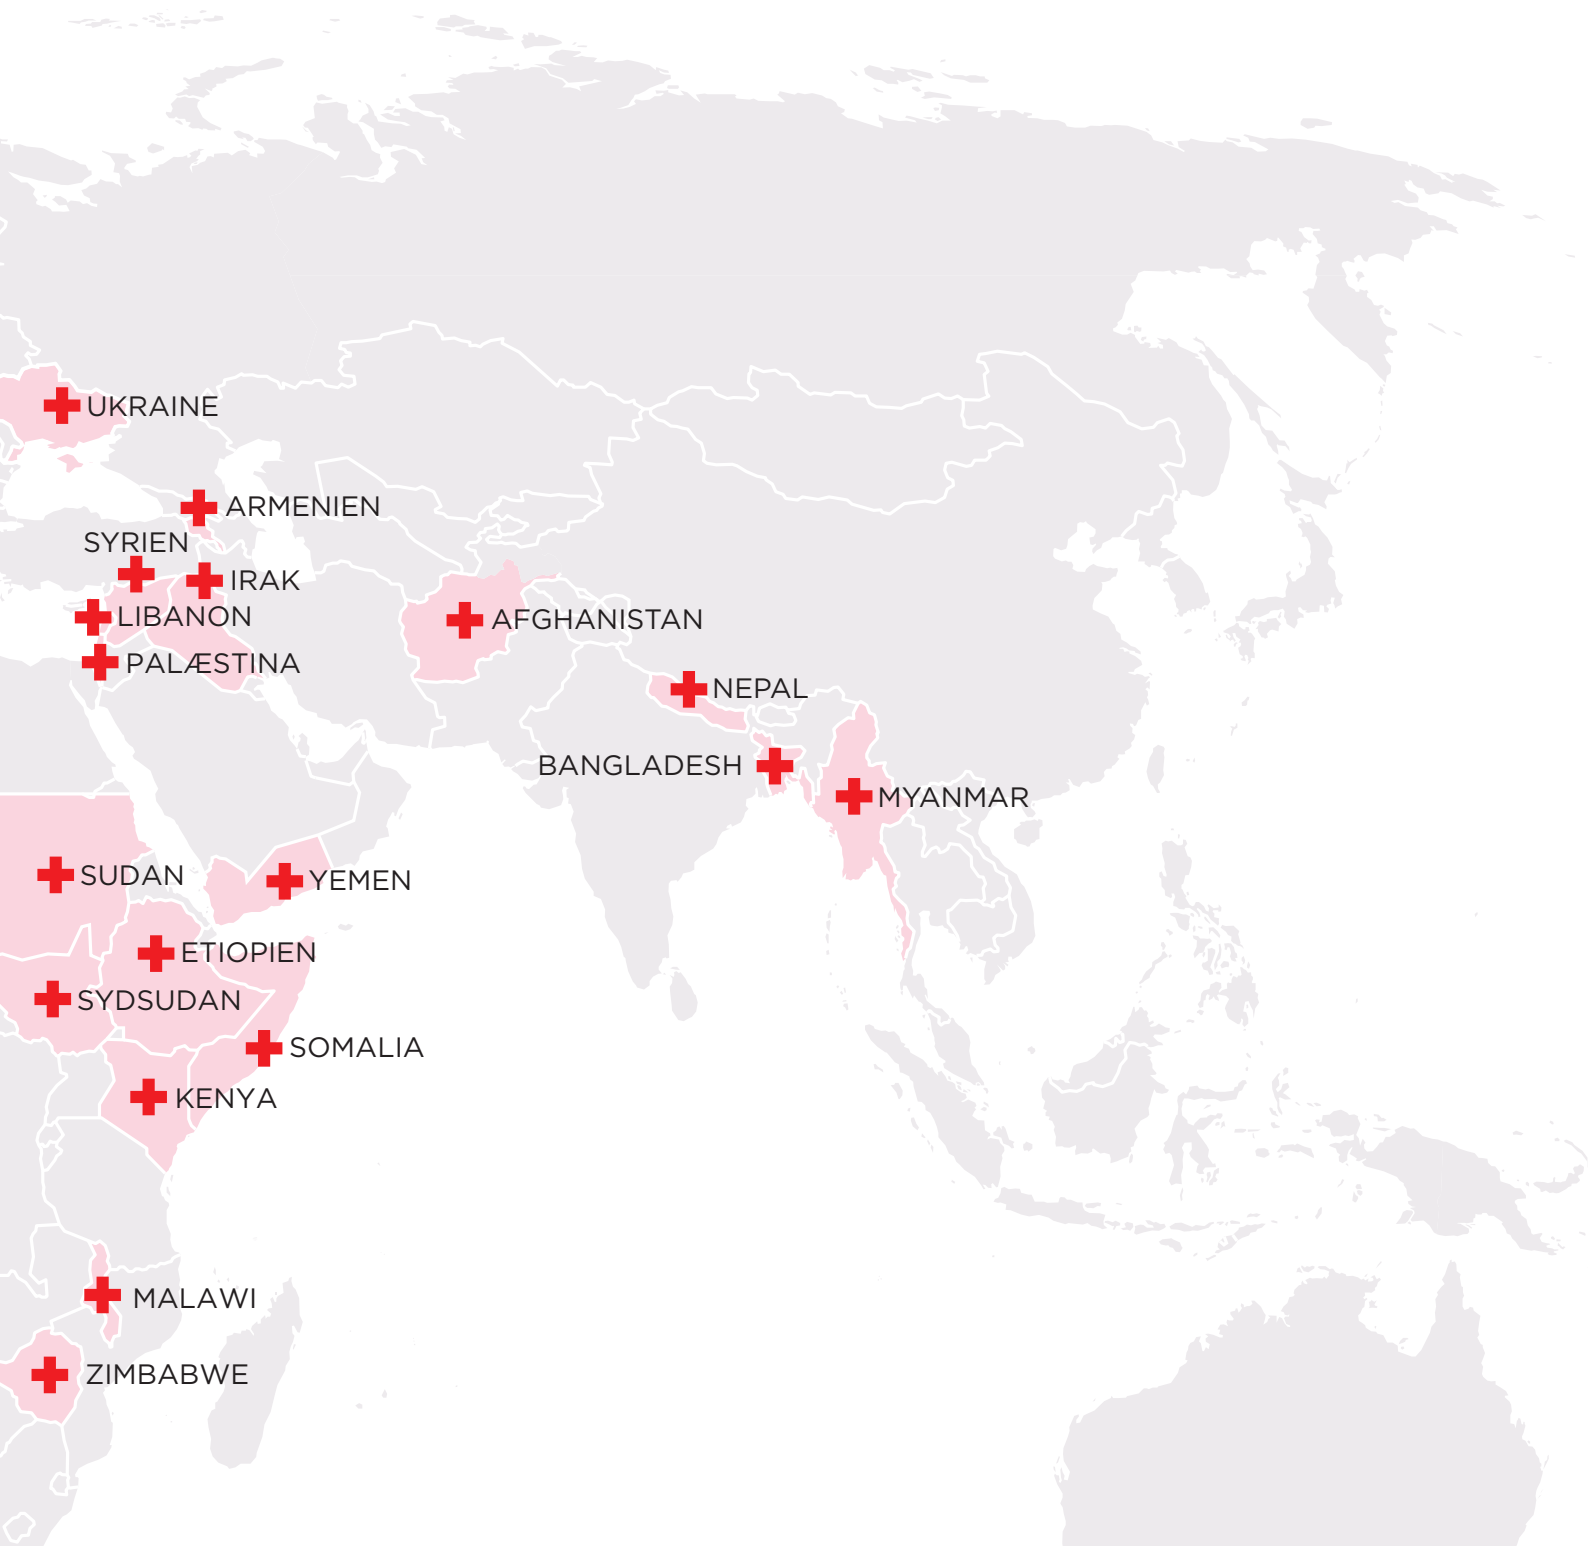 UKRAINE
ARMENIEN
SYRIEN
IRAK
LIBANON
AFGHANISTAN
PALÆSTINA
NEPAL
BANGLADESH
MYANMAR
SUDAN
YEMEN
ETIOPIEN
SYDSUDAN
SOMALIA
KENYA
MALAWI
ZIMBABWE